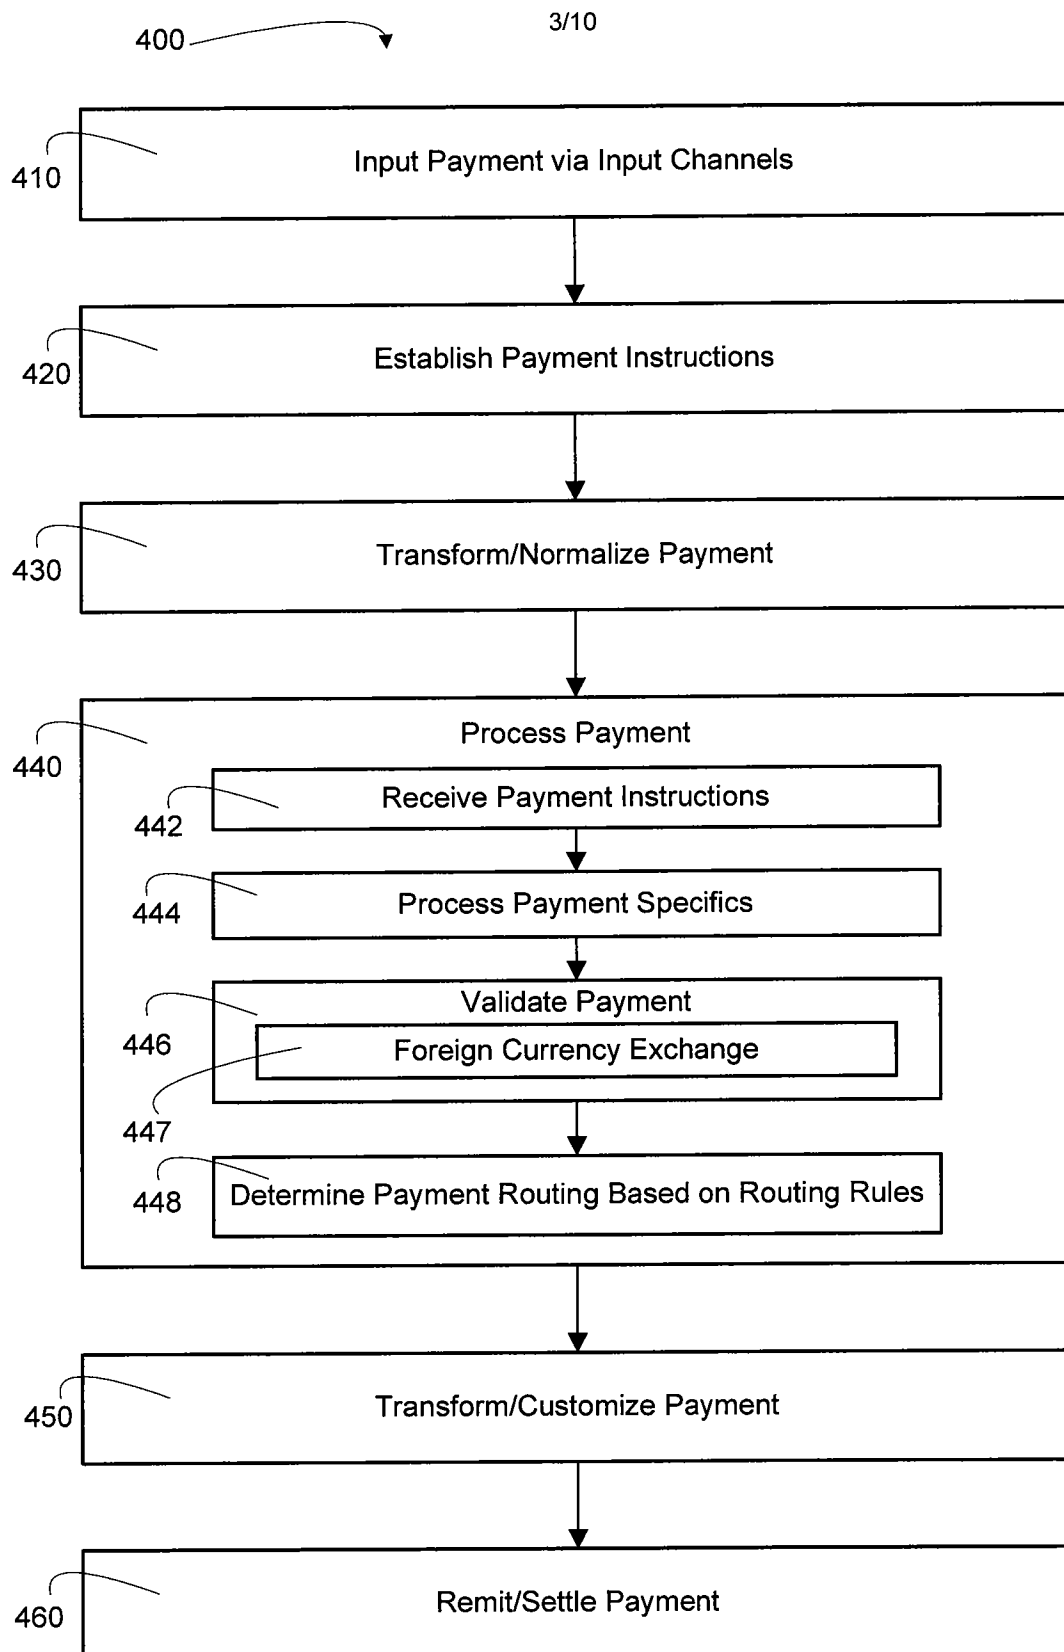 3/10
400
410
Input Payment via Input Channels
420
Establish Payment Instructions
430
Transform/Normalize Payment
440
Process Payment
442
Receive Payment Instructions
444
Process Payment Specifics
446
Validate Payment
447
Foreign Currency Exchange
448
Determine Payment Routing Based on Routing Rules
450
Transform/Customize Payment
460
Remit/Settle Payment